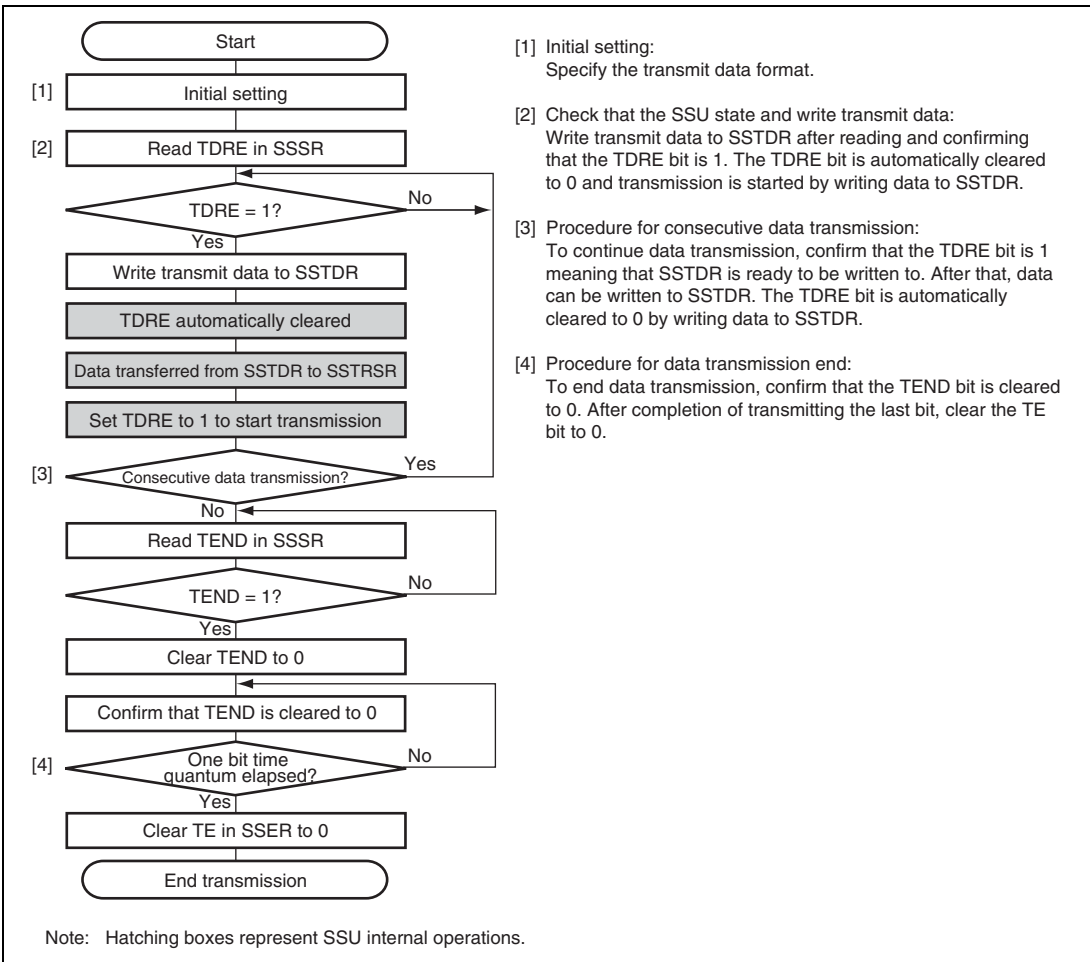 Start
[1] Initial setting
[2] Read TDRE in SSSR
TDRE = 1?
No
Yes
Write transmit data to SSTDR
TDRE automatically cleared
Data transferred from SSTDR to SSTRSR
Set TDRE to 1 to start transmission
[3] Consecutive data transmission?
Yes
No
Read TEND in SSSR
TEND = 1?
No
Yes
Clear TEND to 0
Confirm that TEND is cleared to 0
[4] One bit time
quantum elapsed?
No
Yes
Clear TE in SSER to 0
End transmission
[1] Initial setting:
Specify the transmit data format.
[2] Check that the SSU state and write transmit data:
Write transmit data to SSTDR after reading and confirming
that the TDRE bit is 1. The TDRE bit is automatically cleared
to 0 and transmission is started by writing data to SSTDR.
[3] Procedure for consecutive data transmission:
To continue data transmission, confirm that the TDRE bit is 1
meaning that SSTDR is ready to be written to. After that, data
can be written to SSTDR. The TDRE bit is automatically
cleared to 0 by writing data to SSTDR.
[4] Procedure for data transmission end:
To end data transmission, confirm that the TEND bit is cleared
to 0. After completion of transmitting the last bit, clear the TE
bit to 0.
Note: Hatching boxes represent SSU internal operations.